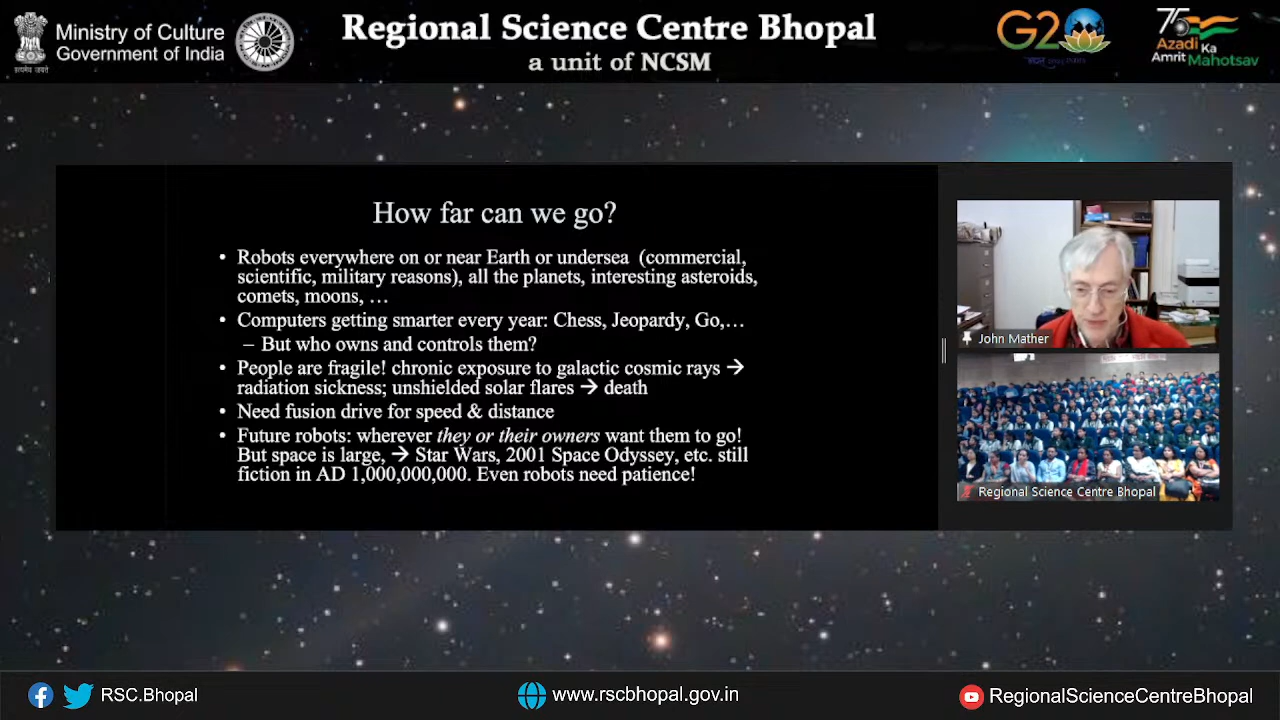 Ministry of Culture
Government of India
Regional Science Centre Bhopal
a unit of NCSM
G20
75
Azadi Ka
Amrit Mahotsav
How far can we go?
• Robots everywhere on or near Earth or undersea (commercial,
scientific, military reasons), all the planets, interesting asteroids,
comets, moons, …
• Computers getting smarter every year: Chess, Jeopardy, Go,…
– But who owns and controls them?
• People are fragile! chronic exposure to galactic cosmic rays →
radiation sickness; unshielded solar flares → death
• Need fusion drive for speed & distance
• Future robots: wherever they or their owners want them to go!
But space is large, → Star Wars, 2001 Space Odyssey, etc. still
fiction in AD 1,000,000,000. Even robots need patience!
John Mather
Regional Science Centre Bhopal
RSC.Bhopal
www.rscbhopal.gov.in
RegionalScienceCentreBhopal